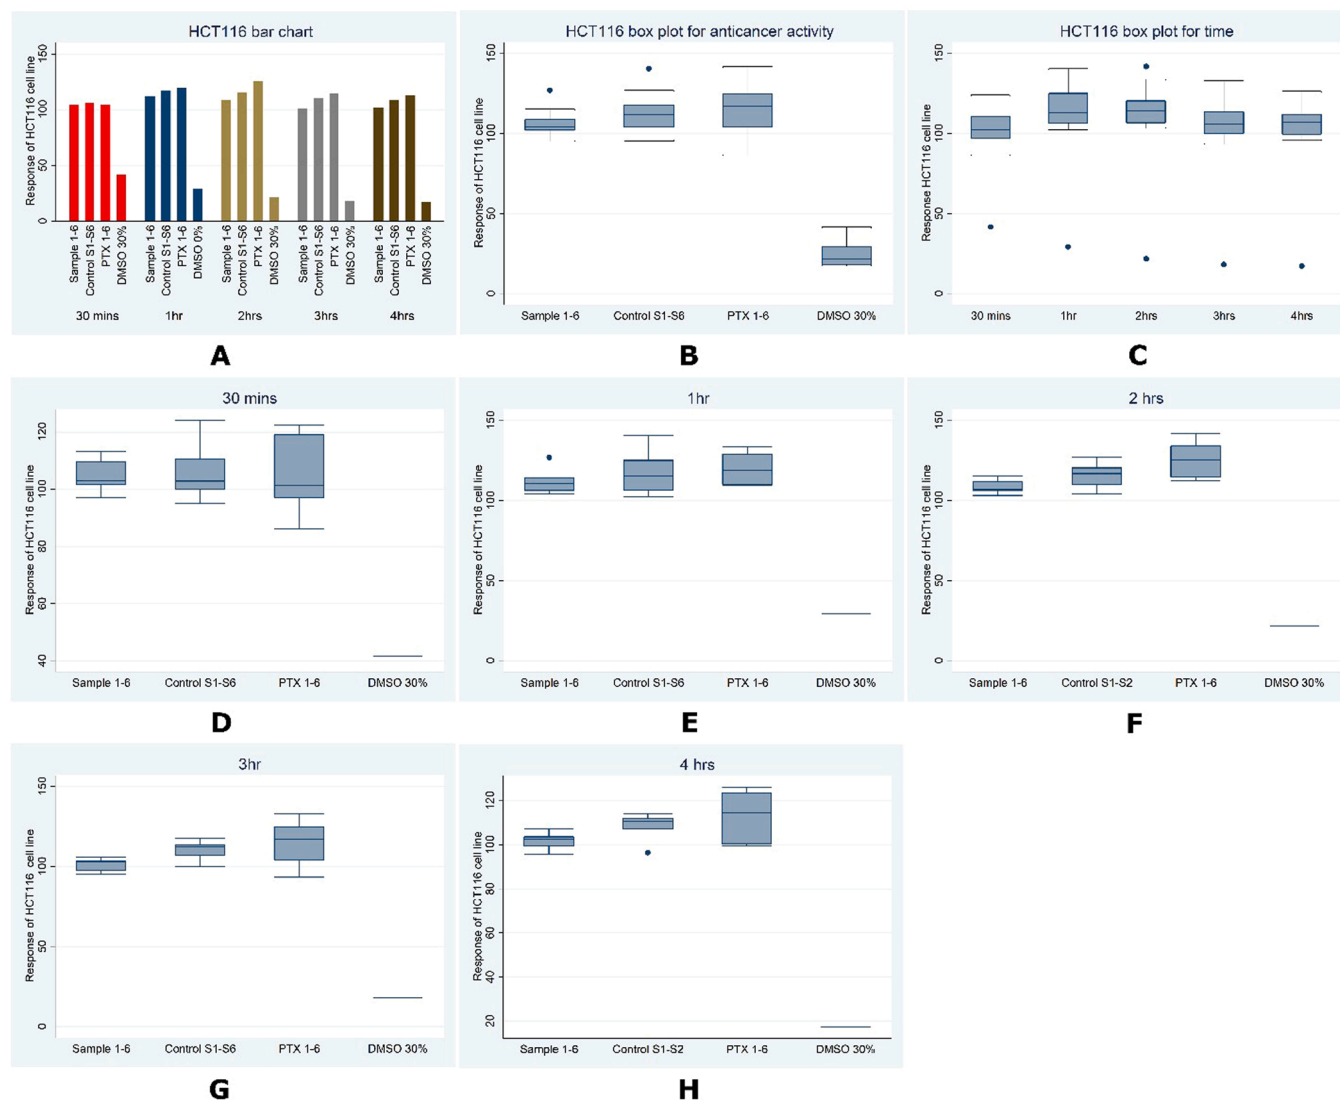 HCT116 bar chart
Response of HCT116 cell line
150
100
50
0
Sample 1-6
Control S1-S6
PTX 1-6
DMSO 30%
Sample 1-6
Control S1-S6
PTX 1-6
DMSO 0%
Sample 1-6
Control S1-S6
PTX 1-6
DMSO 30%
Sample 1-6
Control S1-S6
PTX 1-6
DMSO 30%
Sample 1-6
Control S1-S6
PTX 1-6
DMSO 30%
30 mins 1hr 2hrs 3hrs 4hrs
A
HCT116 box plot for anticancer activity
Response of HCT116 cell line
150
100
50
0
Sample 1-6 Control S1-S6 PTX 1-6 DMSO 30%
B
HCT116 box plot for time
Response HCT116 cell line
150
100
50
0
30 mins 1hr 2hrs 3hrs 4hrs
C
30 mins
Response of HCT116 cell line
120
100
80
60
40
Sample 1-6 Control S1-S6 PTX 1-6 DMSO 30%
D
1hr
Response of HCT116 cell line
150
100
50
0
Sample 1-6 Control S1-S6 PTX 1-6 DMSO 30%
E
2 hrs
Response of HCT116 cell line
150
100
50
0
Sample 1-6 Control S1-S2 PTX 1-6 DMSO 30%
F
3hr
Response of HCT116 cell line
150
100
50
0
Sample 1-6 Control S1-S6 PTX 1-6 DMSO 30%
G
4 hrs
Response of HCT116 cell line
120
100
80
60
40
20
Sample 1-6 Control S1-S2 PTX 1-6 DMSO 30%
H